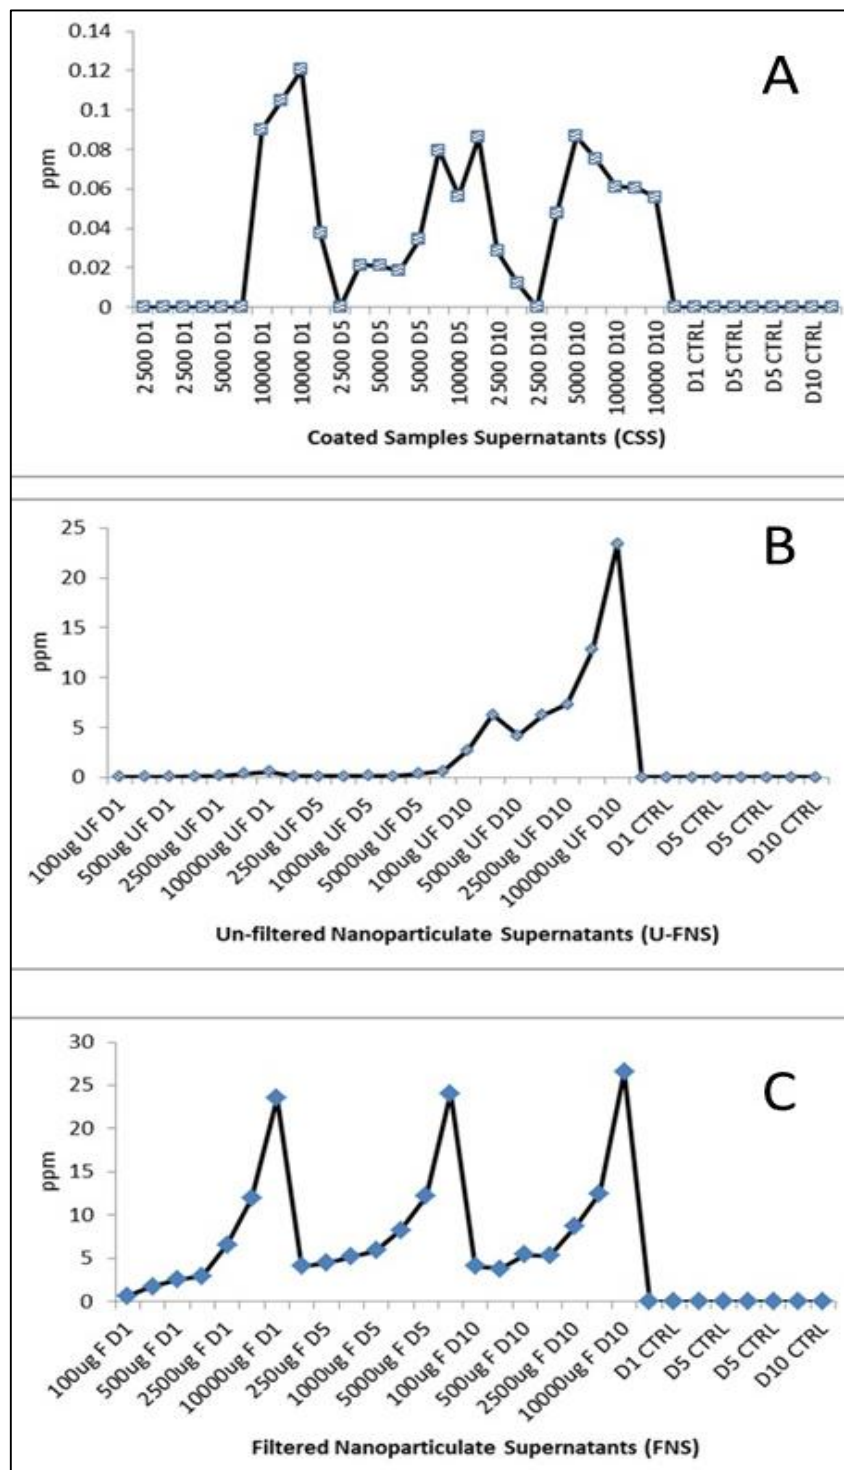 A
0.14
0.12
0.1
0.08
0.06
0.04
0.02
0
ppm
2500 D1
2500 D1
5000 D1
10000 D1
10000 D1
2500 D5
5000 D5
5000 D5
10000 D5
2500 D10
2500 D10
5000 D10
10000 D10
10000 D10
D1 CTRL
D5 CTRL
D5 CTRL
D10 CTRL
Coated Samples Supernatants (CSS)
B
25
20
15
10
5
0
ppm
100ug UF D1
500ug UF D1
2500ug UF D1
10000ug UF D1
250ug UF D5
1000ug UF D5
5000ug UF D5
100ug UF D10
500ug UF D10
2500ug UF D10
10000ug UF D10
D1 CTRL
D5 CTRL
D5 CTRL
D10 CTRL
Un-filtered Nanoparticulate Supernatants (U-FNS)
C
30
25
20
15
10
5
0
ppm
100ug F D1
500ug F D1
2500ug F D1
10000ug F D1
250ug F D5
1000ug F D5
5000ug F D5
100ug F D10
500ug F D10
2500ug F D10
10000ug F D10
D1 CTRL
D5 CTRL
D5 CTRL
D10 CTRL
Filtered Nanoparticulate Supernatants (FNS)